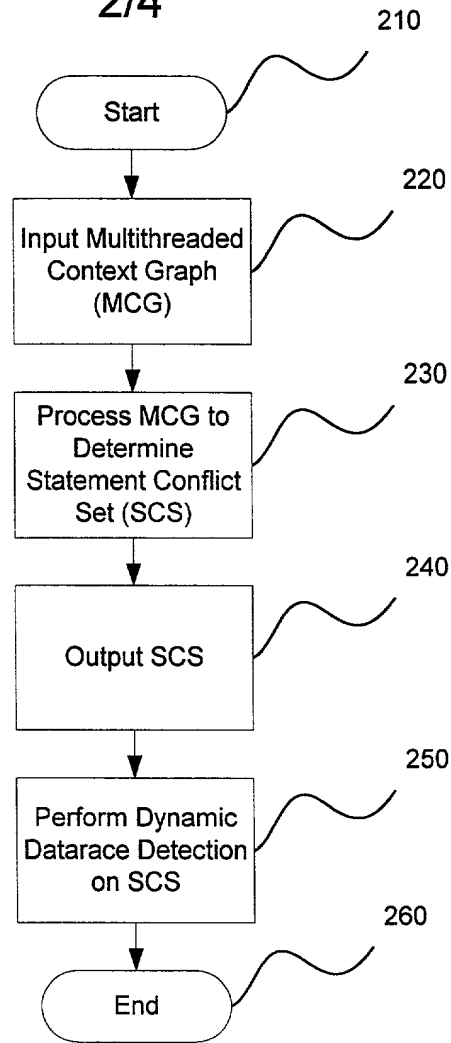 2/4
210
Start
220
Input Multithreaded
Context Graph
(MCG)
230
Process MCG to
Determine
Statement Conflict
Set (SCS)
240
Output SCS
250
Perform Dynamic
Datarace Detection
on SCS
260
End